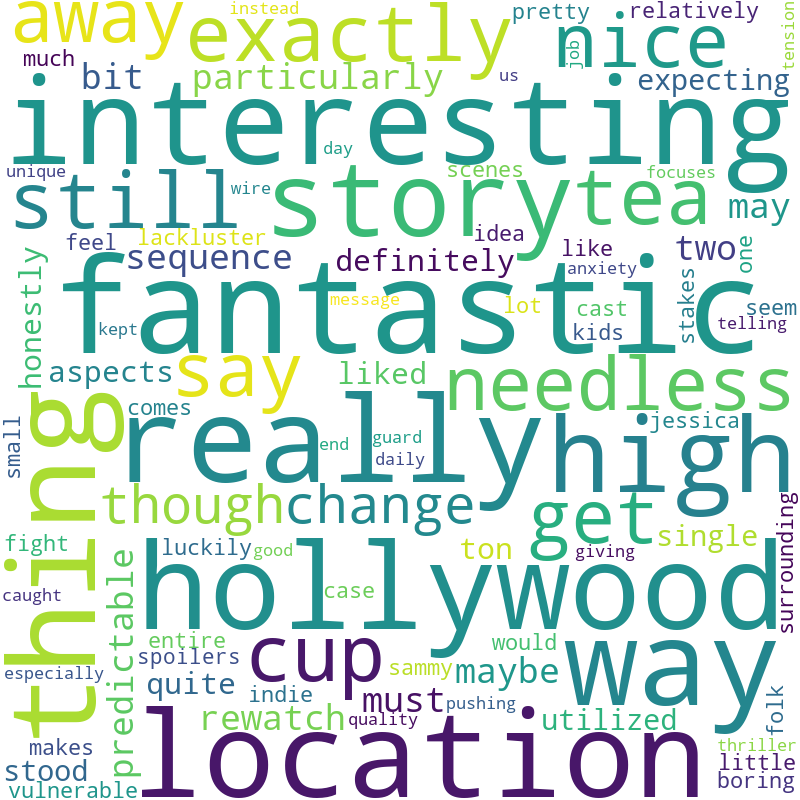 instead
away
exactly
nice
pretty
relatively
job
tension
much
bit
particularly
us
expecting
interesting
day
unique
still
wire
story
scenes
tea
focuses
may
feel
lackluster
sequence
definitely
idea
like
two
one
anxiety
honestly
fantastic
message
kept
lot
cast
kids
stakes
seem
telling
aspects
say
liked
needless
comes
thing
small
really
end
guard
daily
high
jessica
though
change
get
single
surrounding
fight
luckily
good
ton
giving
caught
predictable
hollywood
case
entire
spoilers
cup
sammy
would
way
especially
quite
indie
must
maybe
pushing
folk
rewatch
quality
utilized
makes
location
thriller
stood
little
vulnerable
boring